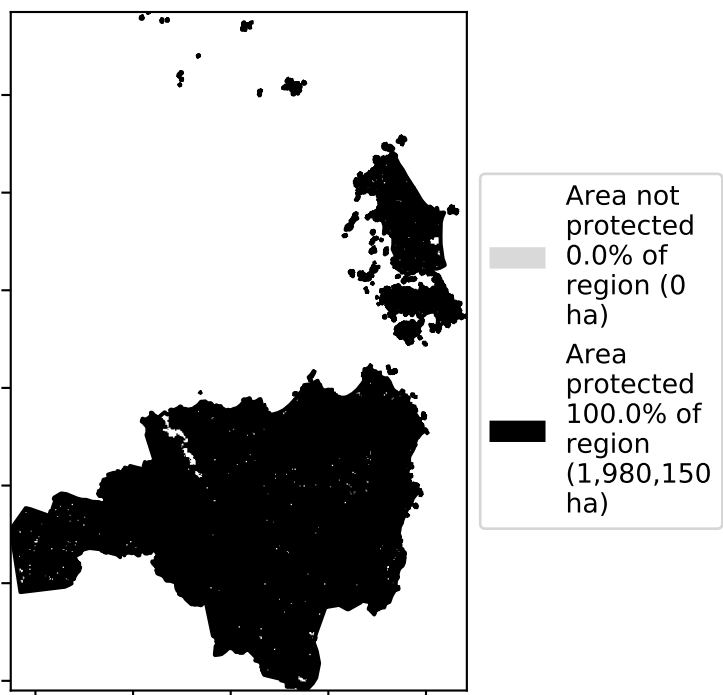 Area not
protected
0.0% of
region (0
ha)
Area
protected
100.0% of
region
(1,980,150
ha)